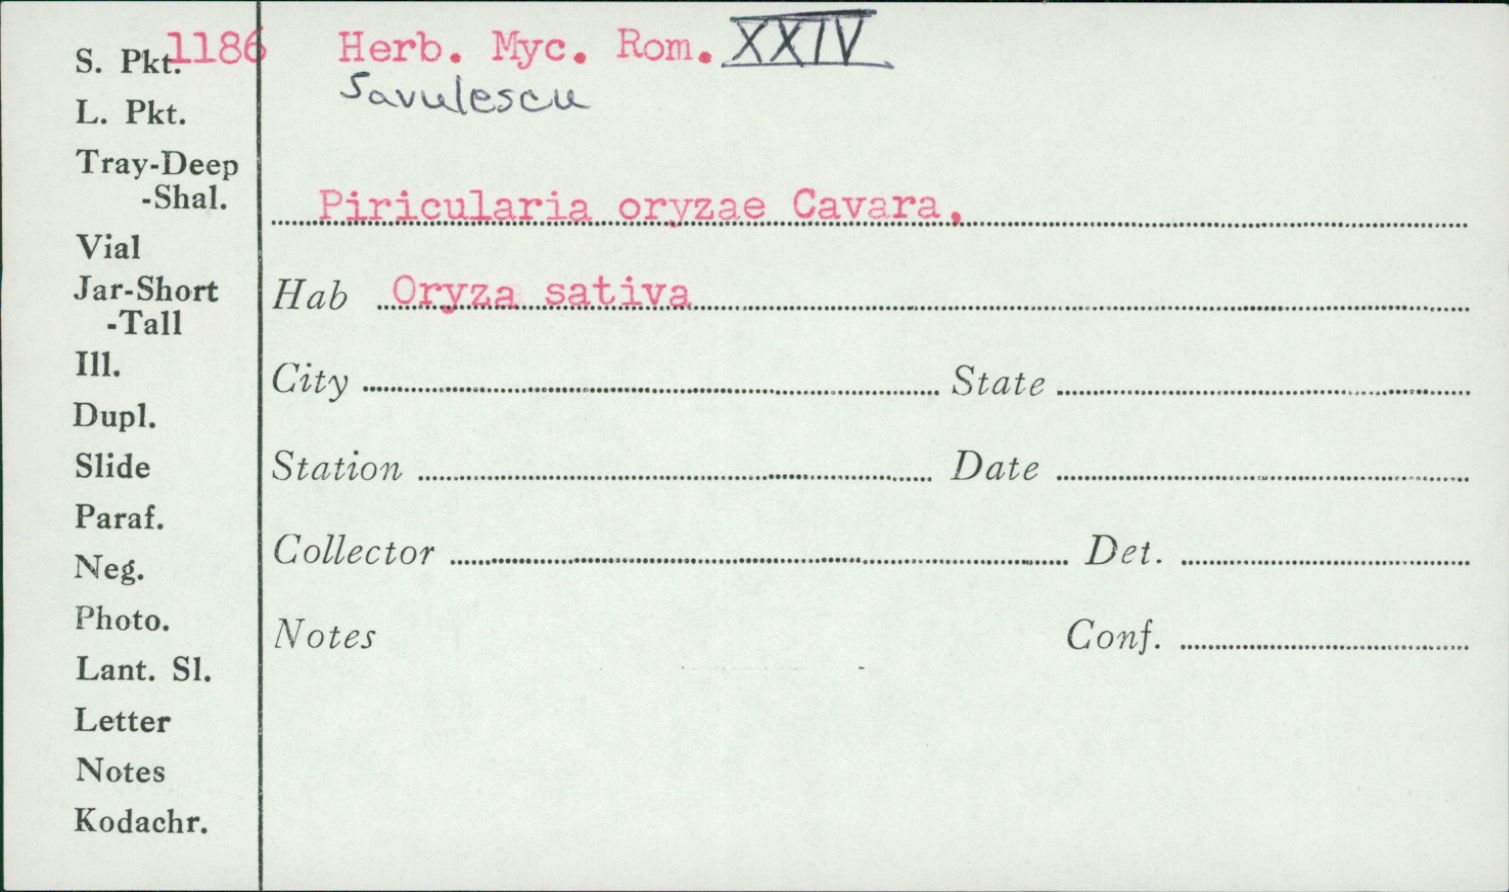 S. Pkt. 1186 Herb. Myc. Rom. XXIV
Savulescu
L. Pkt.
Tray-Deep
-Shal.
Piricularia oryzae Cavara.
Vial
Jar-Short
-Tall
Hab Oryza sativa
Ill.
City State
Dupl.
Slide
Station Date
Paraf.
Collector Det.
Neg.
Photo.
Notes Conf.
Lant. Sl.
Letter
Notes
Kodachr.